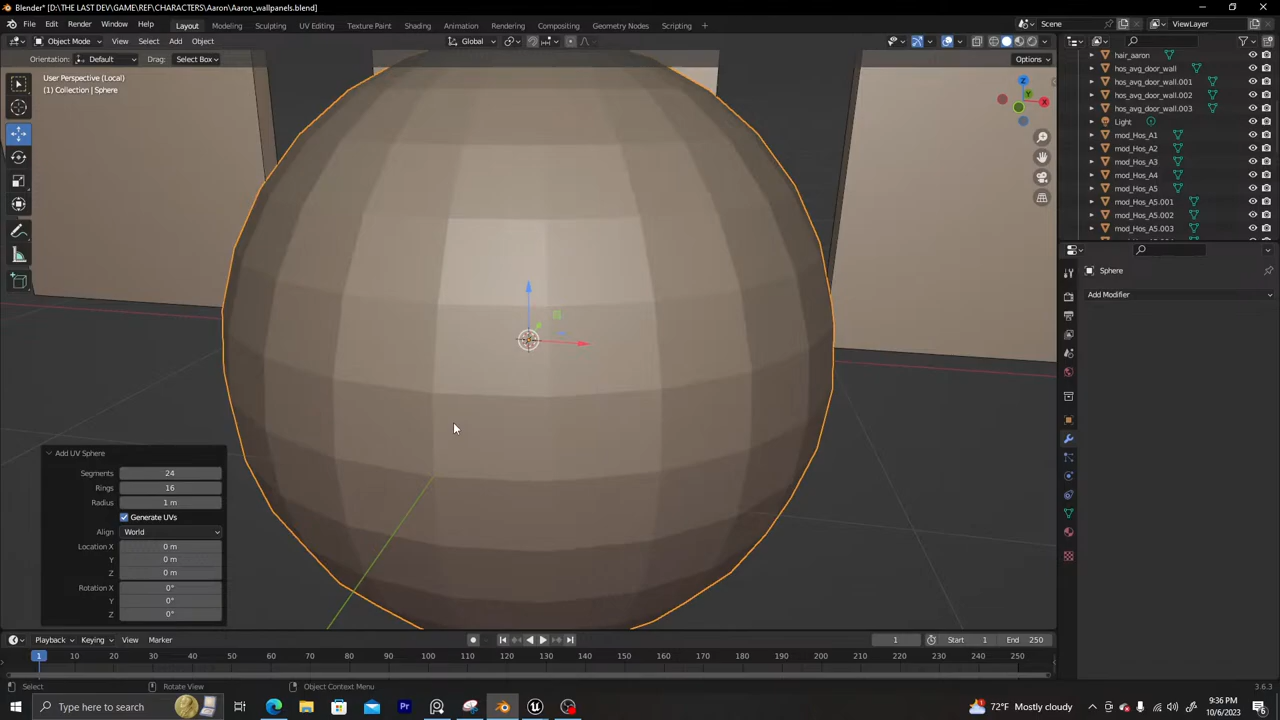 Blender* [D:\THE LAST DEV\GAME\REF\CHARACTERS\Aaron\Aaron_wallpanels.blend]
File Edit Render Window Help Layout Modeling Sculpting UV Editing Texture Paint Shading Animation Rendering Compositing Geometry Nodes Scripting + Scene ViewLayer
Object Mode View Select Add Object Global
Orientation: Default Drag: Select Box Options
User Perspective (Local)
(1) Collection | Sphere
Z
Y
X
hair_aaron
hos_avg_door_wall
hos_avg_door_wall.001
hos_avg_door_wall.002
hos_avg_door_wall.003
Light
mod_Hos_A1
mod_Hos_A2
mod_Hos_A3
mod_Hos_A4
mod_Hos_A5
mod_Hos_A5.001
mod_Hos_A5.002
mod_Hos_A5.003
Sphere
Add Modifier
Add UV Sphere
Segments 24
Rings 16
Radius 1 m
Generate UVs
Align World
Location X 0 m
Y 0 m
Z 0 m
Rotation X 0°
Y 0°
Z 0°
Playback Keying View Marker 1 Start 1 End 250
1 10 20 30 40 50 60 70 80 90 100 110 120 130 140 150 160 170 180 190 200 210 220 230 240 250
Select Rotate View Object Context Menu 3.6.3
Type here to search Pr 72°F Mostly cloudy 9:36 PM
10/6/2023